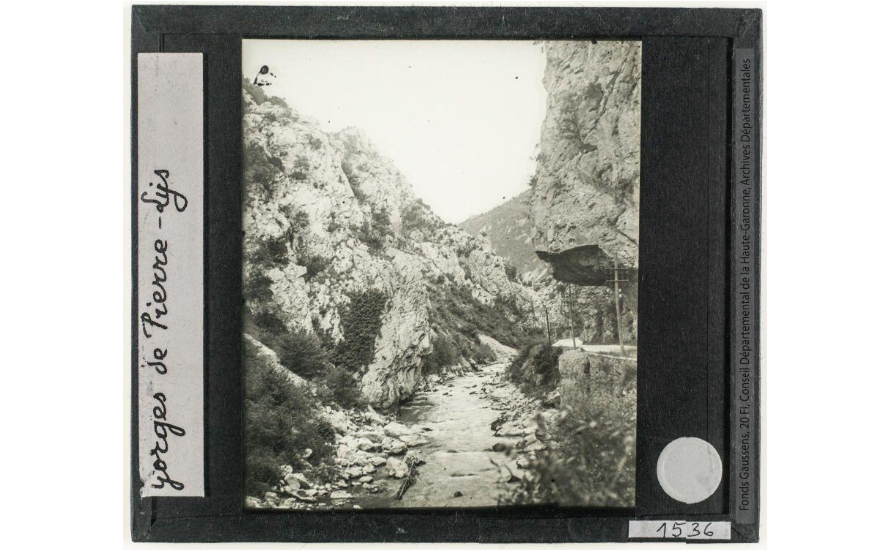 Gorges de Pierre-Lys
Fonds Gaussens, 20 FI, Conseil Départemental de la Haute-Garonne, Archives Départementales
1536